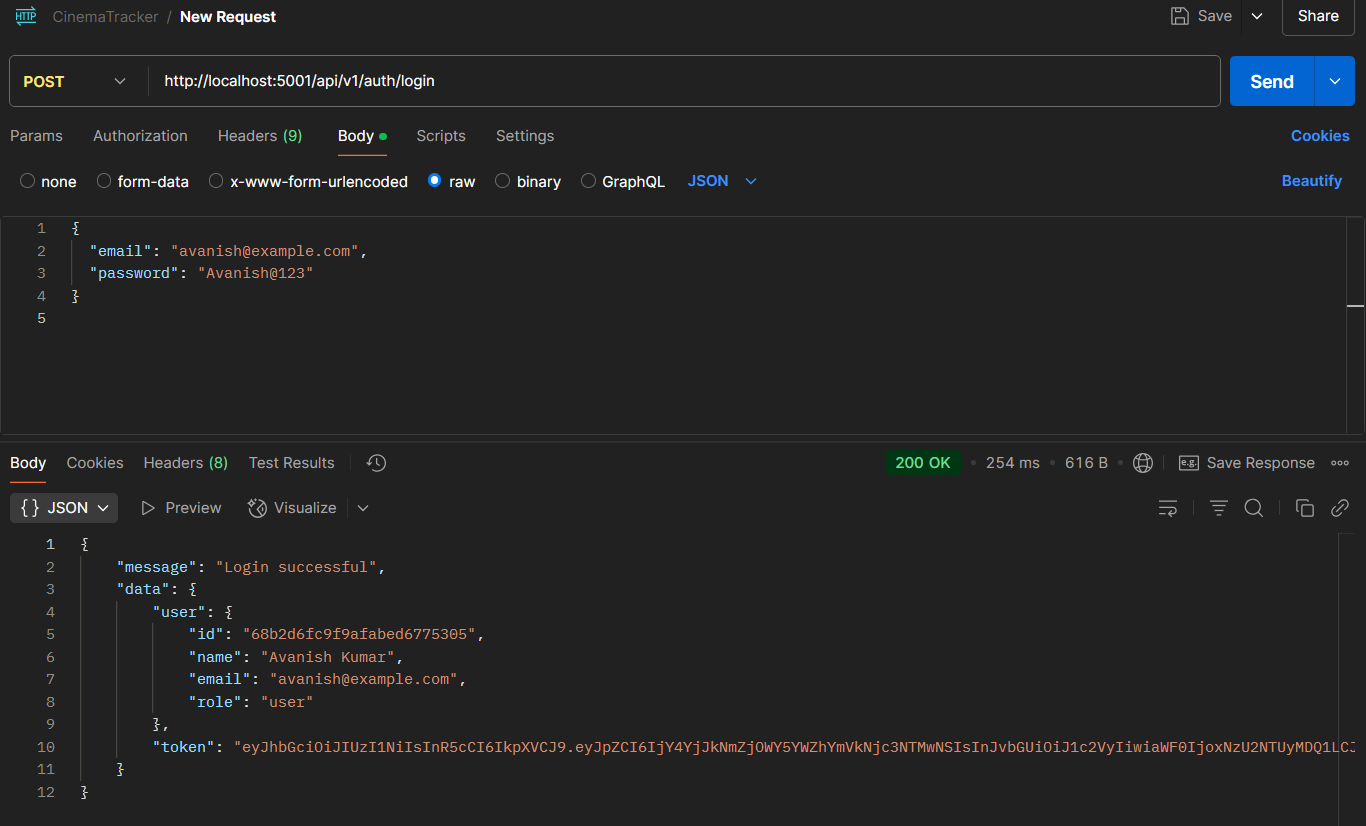 HTTP CinemaTracker / New Request Save Share
POST http://localhost:5001/api/v1/auth/login Send
Params Authorization Headers (9) Body Scripts Settings Cookies
none form-data x-www-form-urlencoded raw binary GraphQL JSON Beautify
1 {
2 "email": "avanish@example.com",
3 "password": "Avanish@123"
4 }
5
Body Cookies Headers (8) Test Results 200 OK 254 ms 616 B e.g. Save Response
{} JSON Preview Visualize
1 {
2 "message": "Login successful",
3 "data": {
4 "user": {
5 "id": "68b2d6fc9f9afabed6775305",
6 "name": "Avanish Kumar",
7 "email": "avanish@example.com",
8 "role": "user"
9 },
10 "token": "eyJhbGciOiJIUzI1NiIsInR5cCI6IkpXVCJ9.eyJpZCI6IjY4YjJkNmZjOWY5YWZhYmVkNjc3NTMwNSIsInJvbGUiOiJ1c2VyIiwiaWF0IjoxNzU2NTUyMDQ1LCJ
11 }
12 }